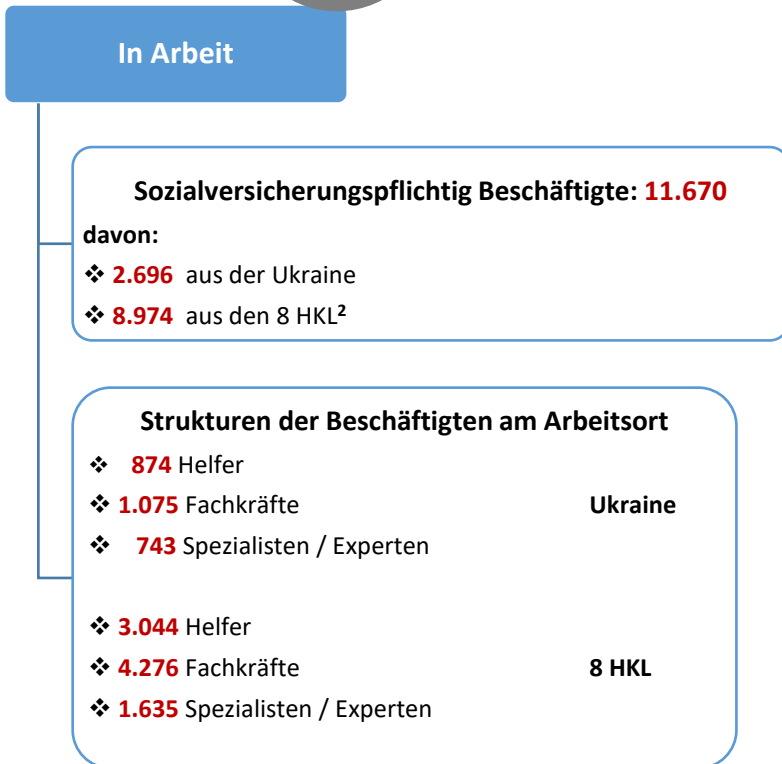 In Arbeit
Sozialversicherungspflichtig Beschäftigte: 11.670
davon:
❖ 2.696 aus der Ukraine
❖ 8.974 aus den 8 HKL²
Strukturen der Beschäftigten am Arbeitsort
❖ 874 Helfer
❖ 1.075 Fachkräfte Ukraine
❖ 743 Spezialisten / Experten
❖ 3.044 Helfer
❖ 4.276 Fachkräfte 8 HKL
❖ 1.635 Spezialisten / Experten